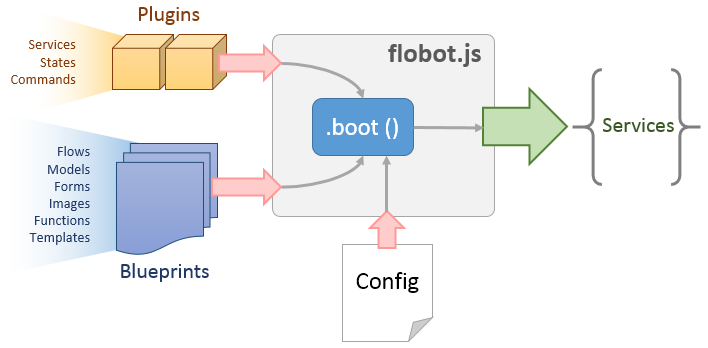 Plugins
Services
States
Commands
flobot.js
.boot ()
Services
Flows
Models
Forms
Images
Functions
Templates
Blueprints
Config